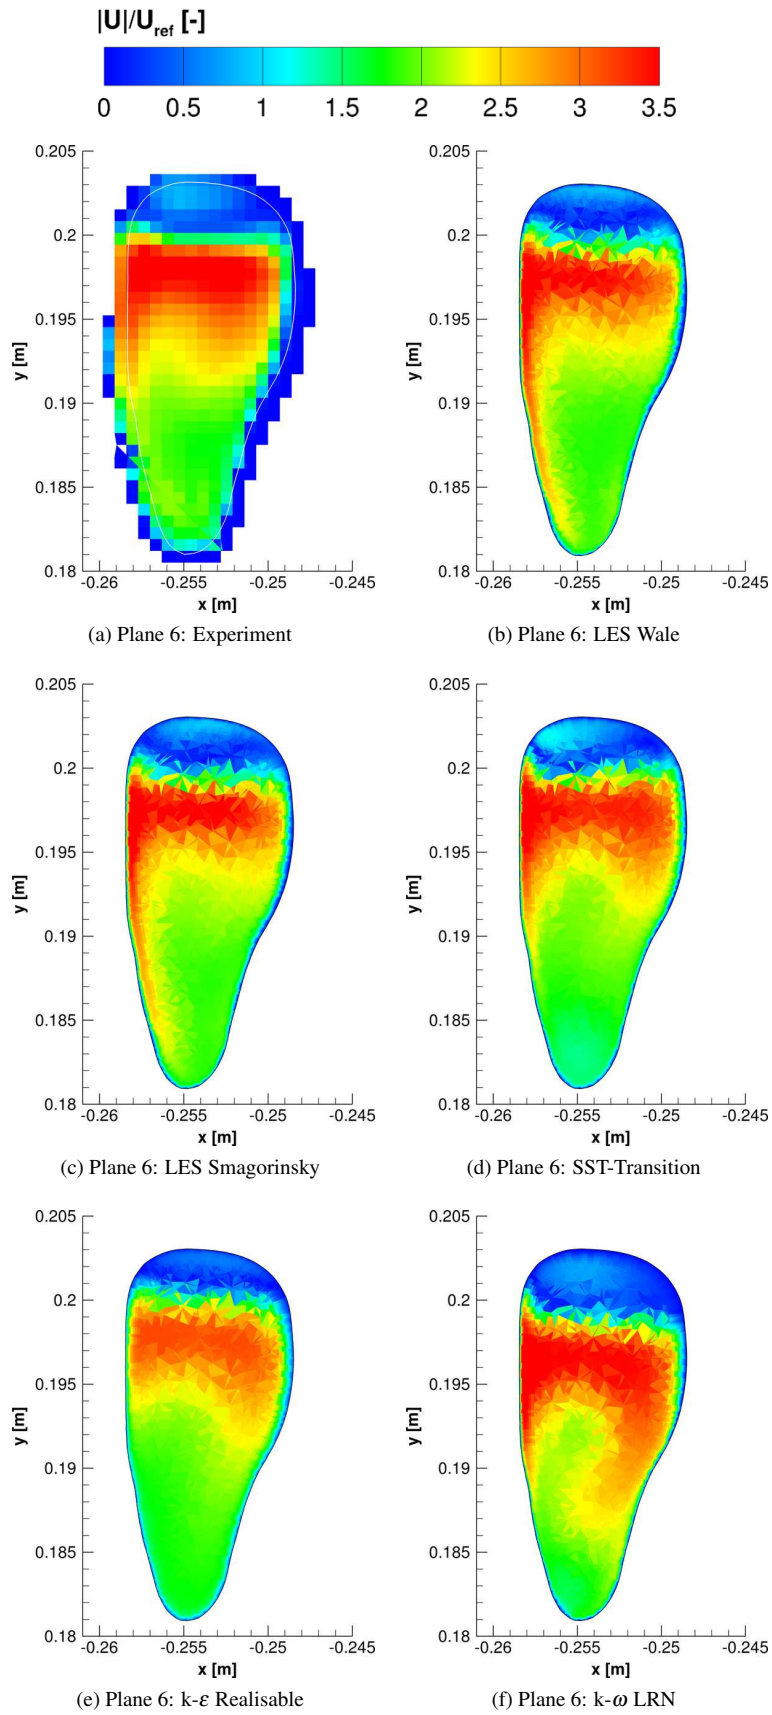 |U|/U_ref [-]
0 0.5 1 1.5 2 2.5 3 3.5
0.205
0.2
0.195
0.19
0.185
0.18
y [m]
-0.26 -0.255 -0.25 -0.245
x [m]
(a) Plane 6: Experiment
0.205
0.2
0.195
0.19
0.185
0.18
y [m]
-0.26 -0.255 -0.25 -0.245
x [m]
(b) Plane 6: LES Wale
0.205
0.2
0.195
0.19
0.185
0.18
y [m]
-0.26 -0.255 -0.25 -0.245
x [m]
(c) Plane 6: LES Smagorinsky
0.205
0.2
0.195
0.19
0.185
0.18
y [m]
-0.26 -0.255 -0.25 -0.245
x [m]
(d) Plane 6: SST-Transition
0.205
0.2
0.195
0.19
0.185
0.18
y [m]
-0.26 -0.255 -0.25 -0.245
x [m]
(e) Plane 6: k-ε Realisable
0.205
0.2
0.195
0.19
0.185
0.18
y [m]
-0.26 -0.255 -0.25 -0.245
x [m]
(f) Plane 6: k-ω LRN